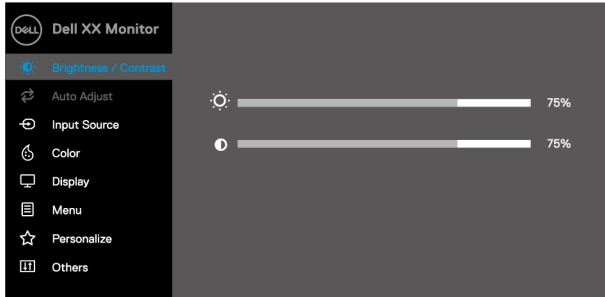 DELL
Dell XX Monitor
Brightness / Contrast
Auto Adjust
75%
Input Source
Color
75%
Display
Menu
Personalize
Others